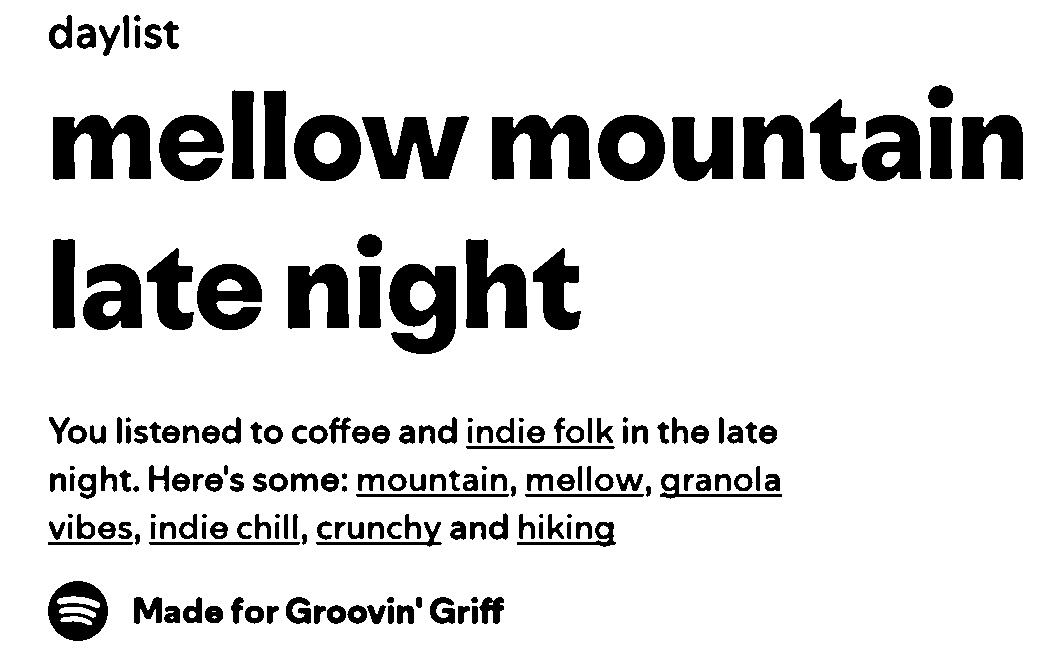 daylist
mellow mountain
late night
You listened to coffee and indie folk in the late
night. Here's some: mountain, mellow, granola
vibes, indie chill, crunchy and hiking
Made for Groovin' Griff